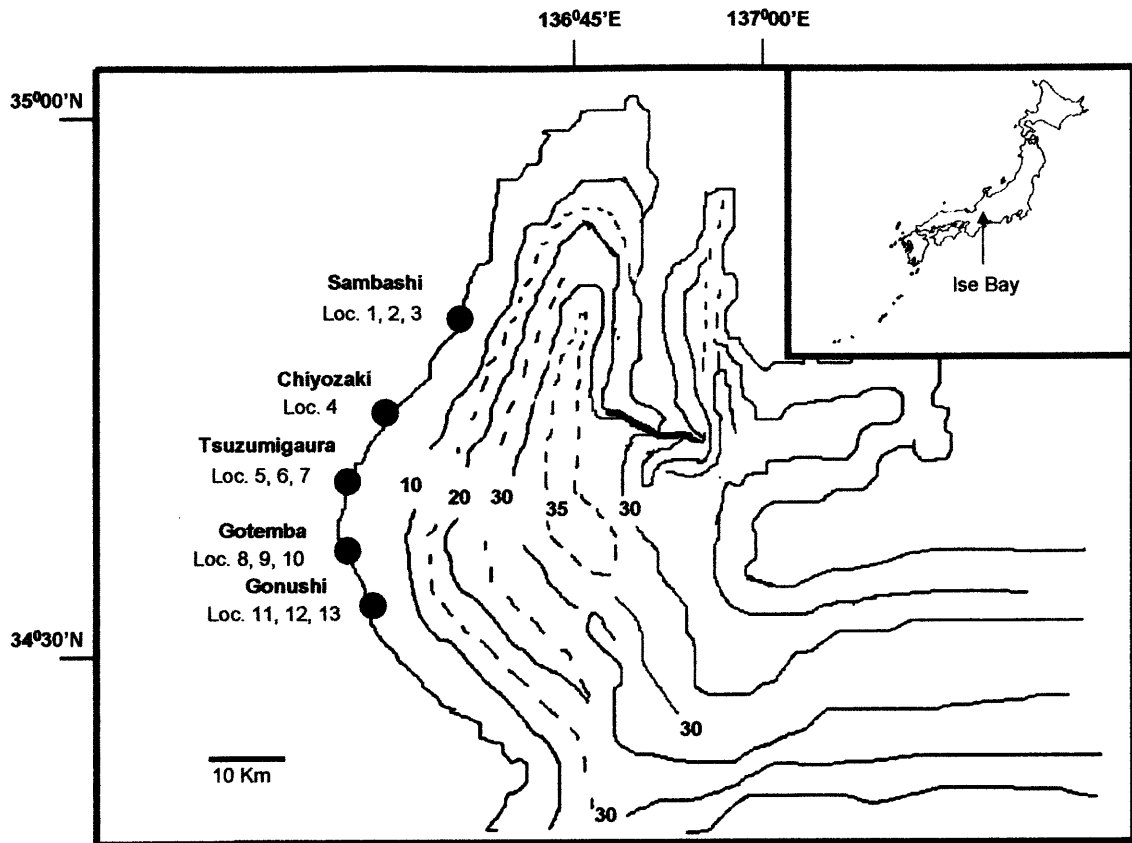 136⁰45'E
137⁰00'E
35⁰00'N
Ise Bay
Sambashi
Loc. 1, 2, 3
Chiyozaki
Loc. 4
Tsuzumigaura
Loc. 5, 6, 7
10
20
30
35
30
Gotemba
Loc. 8, 9, 10
Gonushi
Loc. 11, 12, 13
34⁰30'N
30
10 Km
30